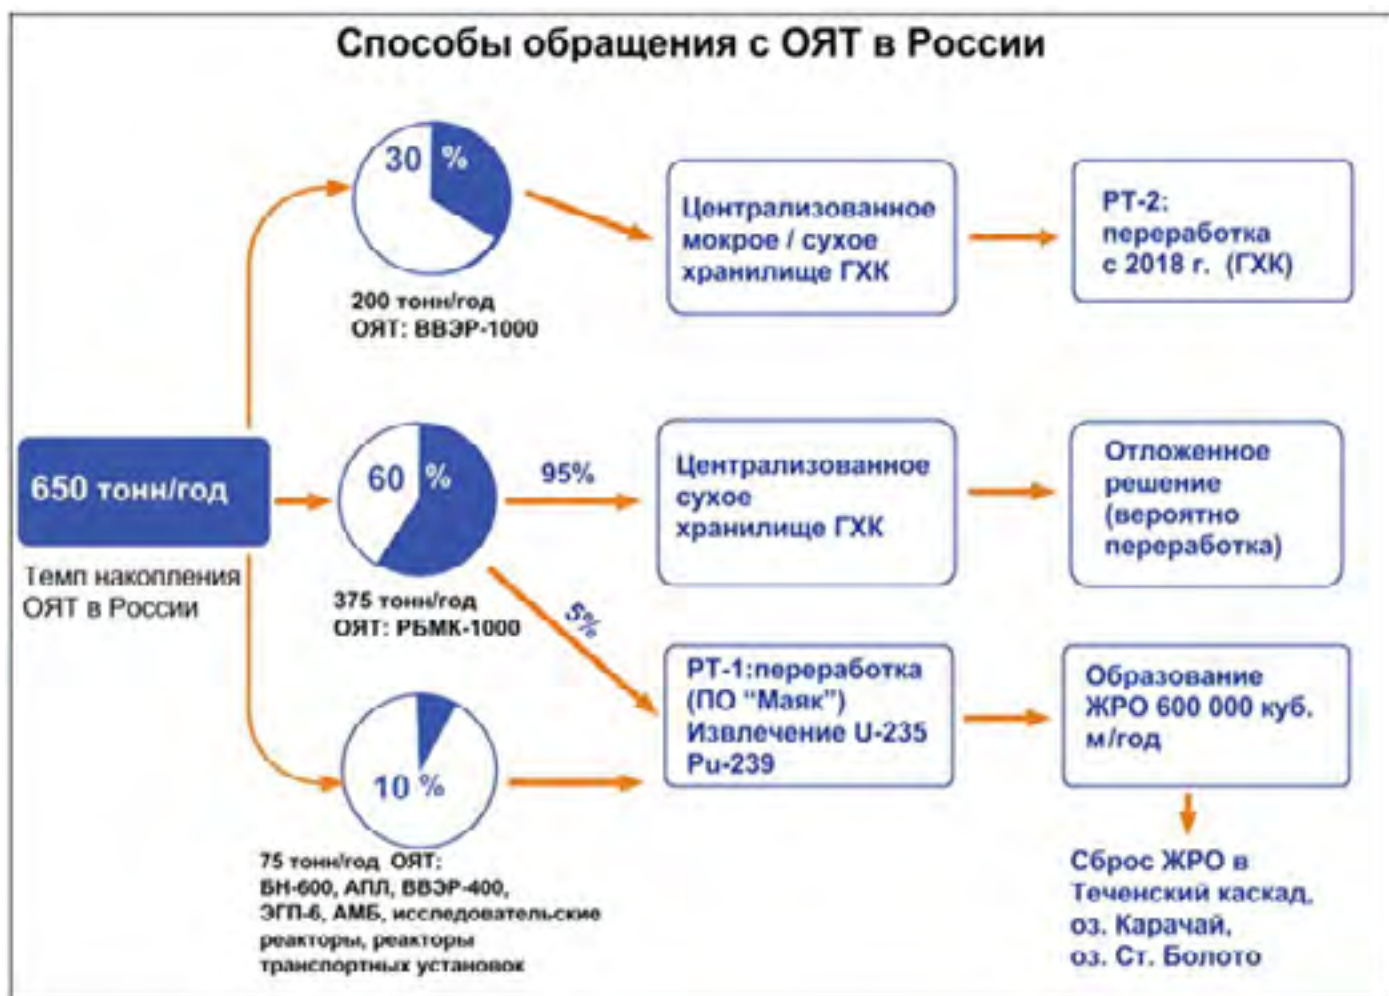 Способы обращения с ОЯТ в России
30 %
200 тонн/год
ОЯТ: ВВЭР-1000
Централизованное
мокрое / сухое
хранилище ГХК
РТ-2:
переработка
с 2018 г. (ГХК)
650 тонн/год
Темп накопления
ОЯТ в России
60 %
375 тонн/год
ОЯТ: РБМК-1000
95%
Централизованное
сухое
хранилище ГХК
Отложенное
решение
(вероятно
переработка)
5%
10 %
75 тонн/год ОЯТ:
БН-600, АПЛ, ВВЭР-400,
ЭГП-6, АМБ, исследовательские
реакторы, реакторы
транспортных установок
РТ-1:переработка
(ПО “Маяк”)
Извлечение U-235
Pu-239
Образование
ЖРО 600 000 куб.
м/год
Сброс ЖРО в
Теченский каскад,
оз. Карачай,
оз. Ст. Болото